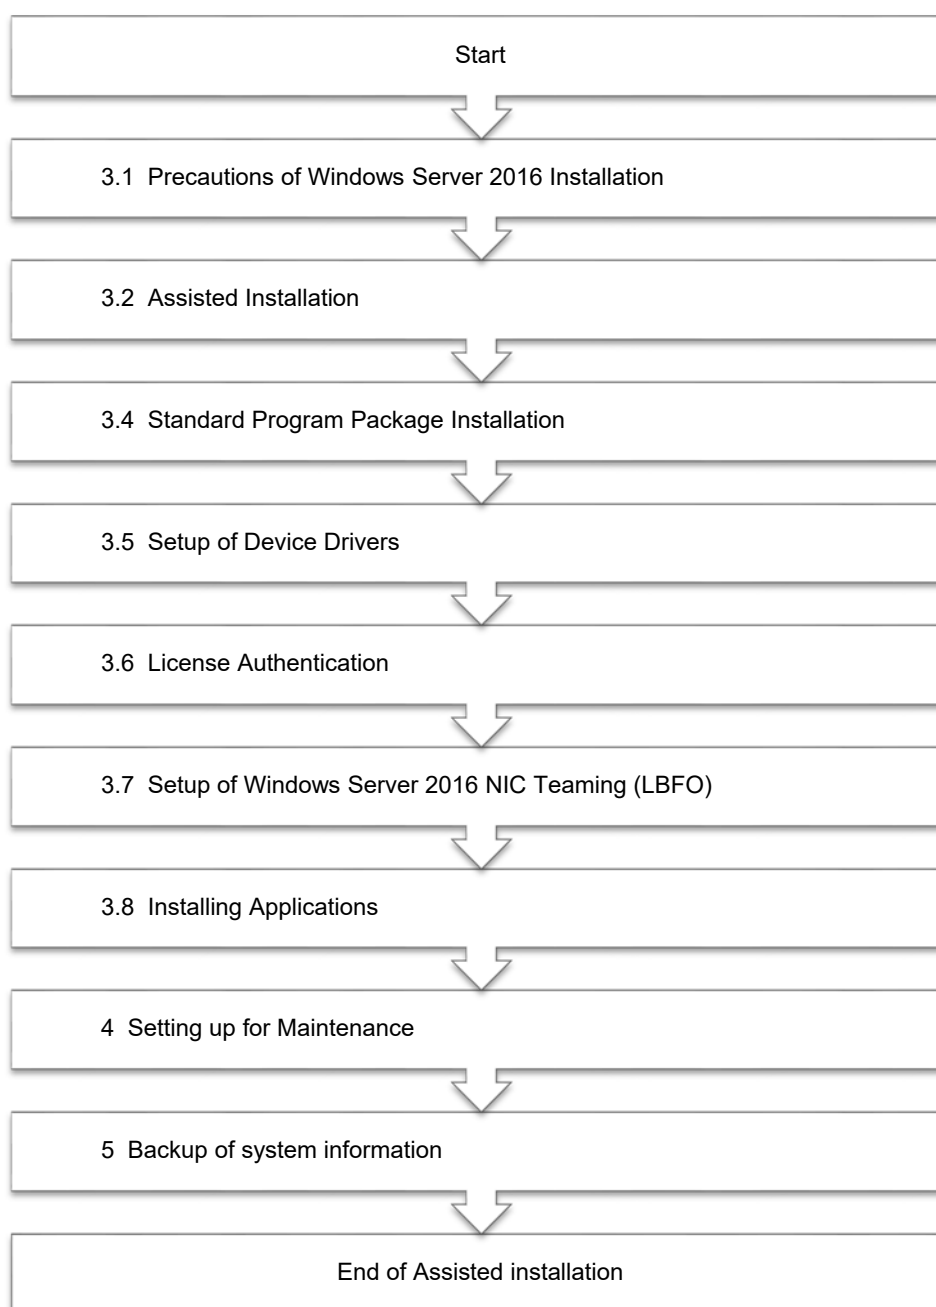 Start
3.1 Precautions of Windows Server 2016 Installation
3.2 Assisted Installation
3.4 Standard Program Package Installation
3.5 Setup of Device Drivers
3.6 License Authentication
3.7 Setup of Windows Server 2016 NIC Teaming (LBFO)
3.8 Installing Applications
4 Setting up for Maintenance
5 Backup of system information
End of Assisted installation